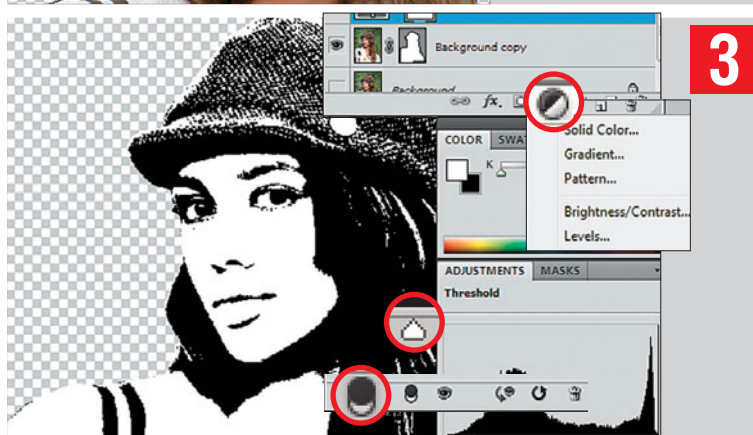 3
Background copy
Background
fx.
Solid Color...
Gradient...
Pattern...
Brightness/Contrast...
Levels...
COLOR SWA
K
ADJUSTMENTS MASKS
Threshold